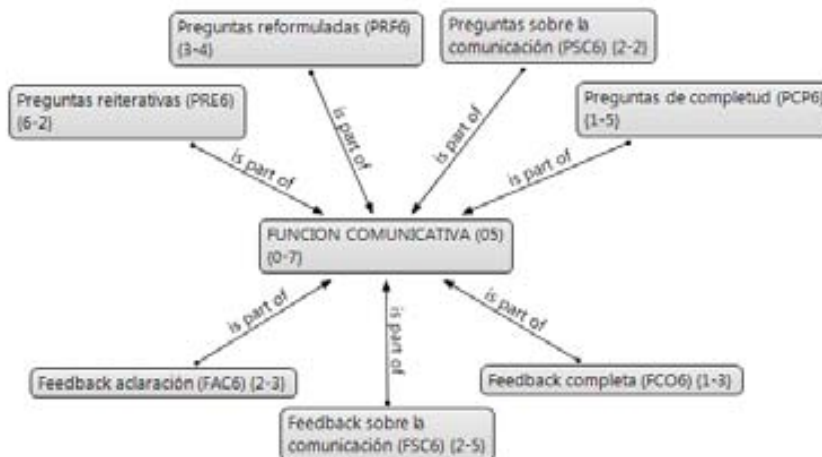 Preguntas reformuladas (PRF6)
{3-4}
Preguntas sobre la
comunicación (PSC6) {2-2}
Preguntas reiterativas (PRE6)
{6-2}
Preguntas de completud (PCP6)
{1-5}
is part of
is part of
is part of
is part of
FUNCION COMUNICATIVA (05)
{0-7}
is part of
is part of
is part of
Feedback aclaración (FAC6) {2-3}
Feedback completa (FCO6) {1-3}
Feedback sobre la
comunicación (FSC6) {2-5}